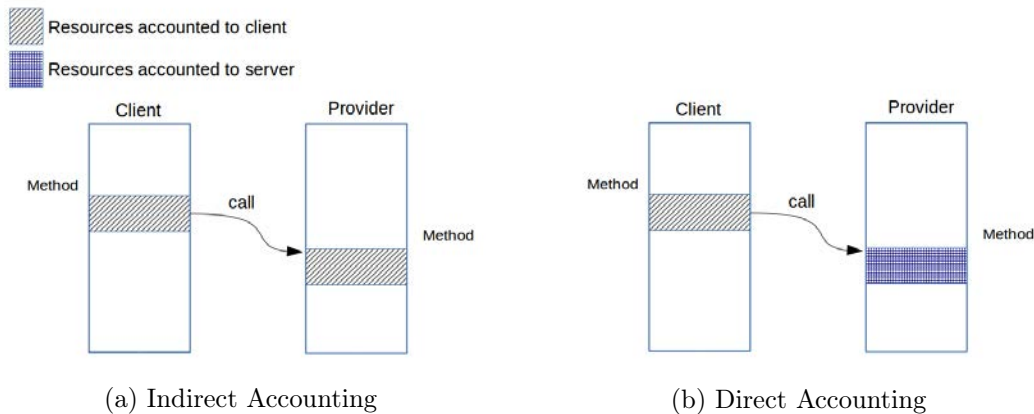 Resources accounted to client
Resources accounted to server
Client
Provider
Method
call
Method
(a) Indirect Accounting
Client
Provider
Method
call
Method
(b) Direct Accounting